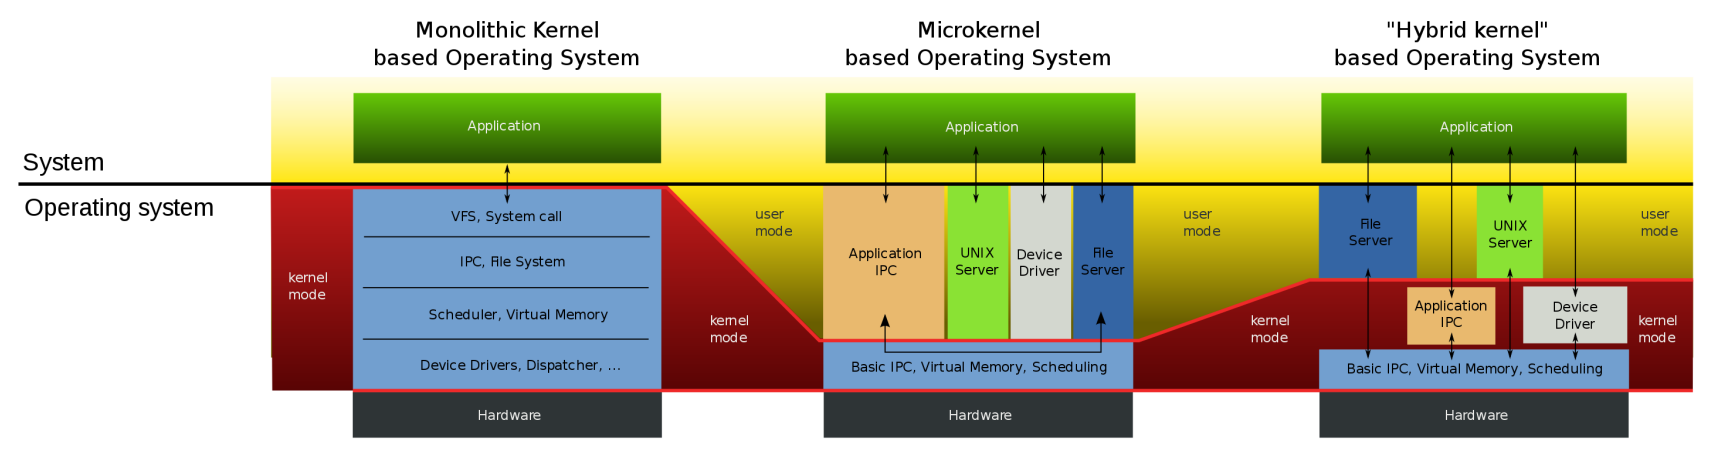 Monolithic Kernel
based Operating System
Microkernel
based Operating System
"Hybrid kernel"
based Operating System
System
Operating system
Application
VFS, System call
IPC, File System
Scheduler, Virtual Memory
Device Drivers, Dispatcher, ...
Hardware
kernel
mode
kernel
mode
user
mode
Application
Application
IPC
UNIX
Server
Device
Driver
File
Server
Basic IPC, Virtual Memory, Scheduling
Hardware
user
mode
kernel
mode
Application
File
Server
UNIX
Server
Application
IPC
Device
Driver
Basic IPC, Virtual Memory, Scheduling
Hardware
user
mode
kernel
mode